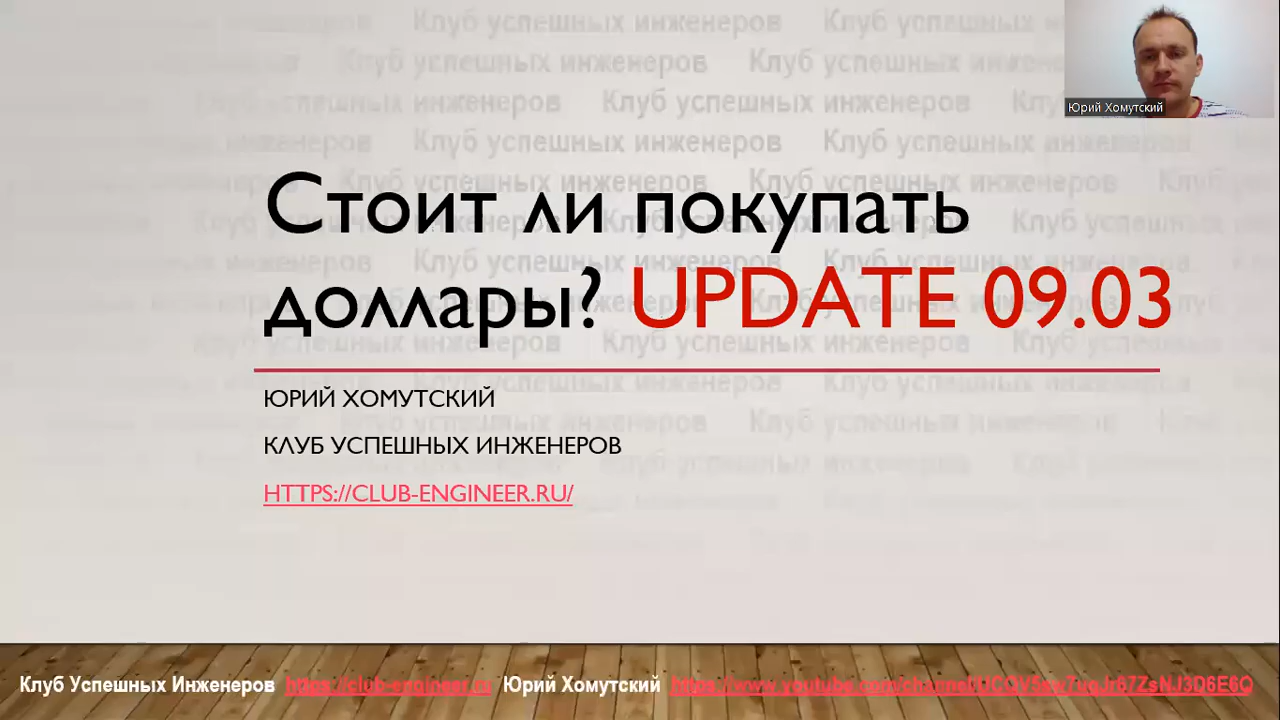 Юрий Хомутский
Стоит ли покупать
доллары? UPDATE 09.03
ЮРИЙ ХОМУТСКИЙ
КЛУБ УСПЕШНЫХ ИНЖЕНЕРОВ
HTTPS://CLUB-ENGINEER.RU/
Клуб Успешных Инженеров https://club-engineer.ru Юрий Хомутский